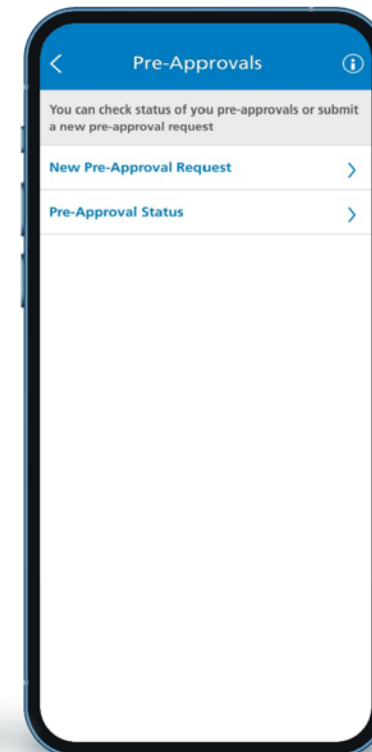 Pre-Approvals
You can check status of you pre-approvals or submit
a new pre-approval request
New Pre-Approval Request
Pre-Approval Status